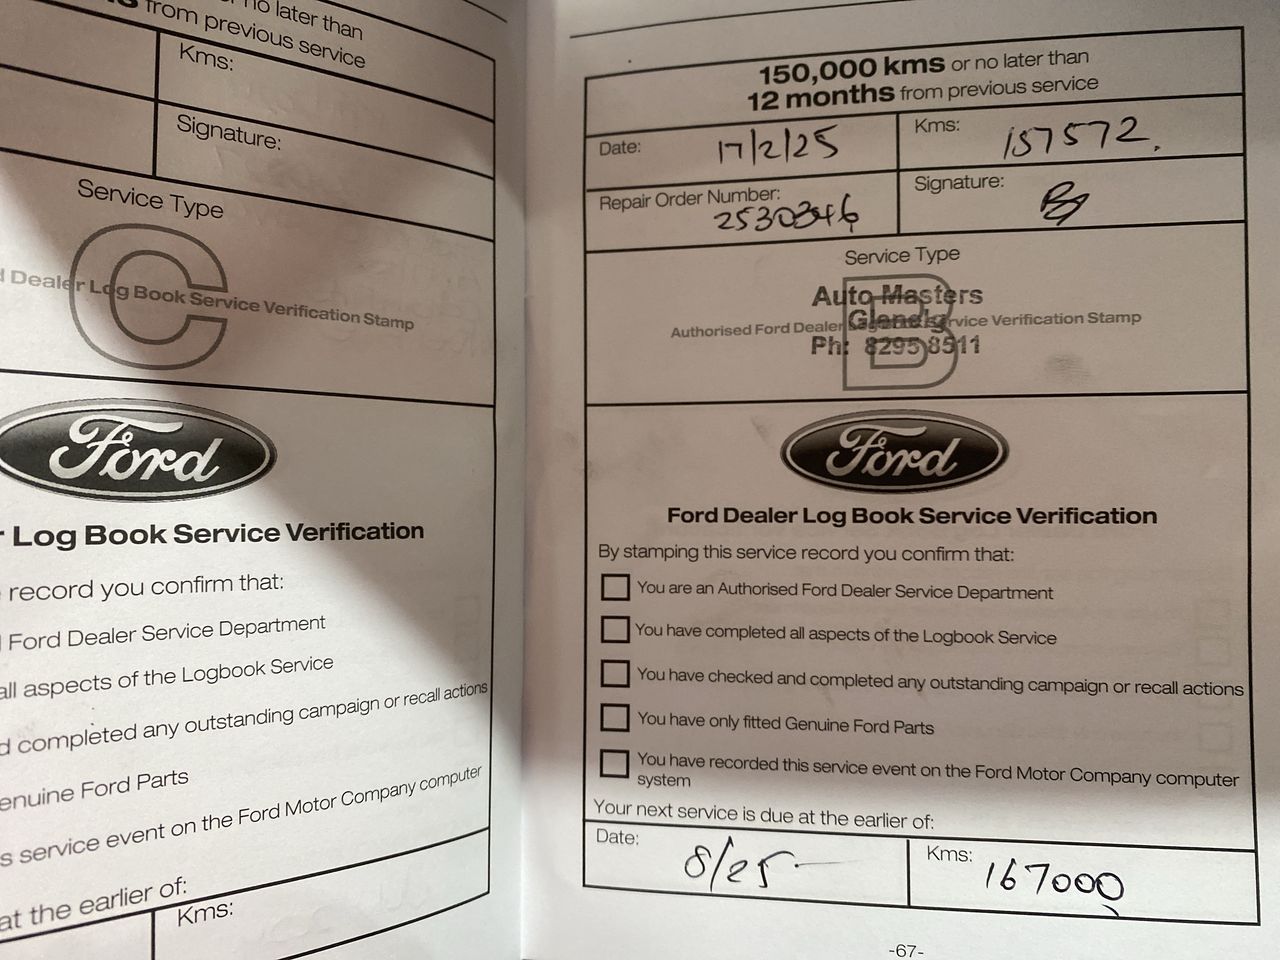 no later than
from previous service
Kms:
Signature:
Service Type
C
Dealer Log Book Service Verification Stamp
Ford
Log Book Service Verification
record you confirm that:
Ford Dealer Service Department
all aspects of the Logbook Service
completed any outstanding campaign or recall actions
Genuine Ford Parts
service event on the Ford Motor Company computer
at the earlier of:
Kms:
150,000 kms or no later than
12 months from previous service
Date: 17/2/25
Kms: 157572.
Repair Order Number: 2530346
Signature:
Service Type
B
Auto Masters
Authorised Ford Dealer Service Verification Stamp
Glenelg
Ph: 8295 8511
Ford
Ford Dealer Log Book Service Verification
By stamping this service record you confirm that:
You are an Authorised Ford Dealer Service Department
You have completed all aspects of the Logbook Service
You have checked and completed any outstanding campaign or recall actions
You have only fitted Genuine Ford Parts
You have recorded this service event on the Ford Motor Company computer
system
Your next service is due at the earlier of:
Date: 8/25
Kms: 167000
-67-